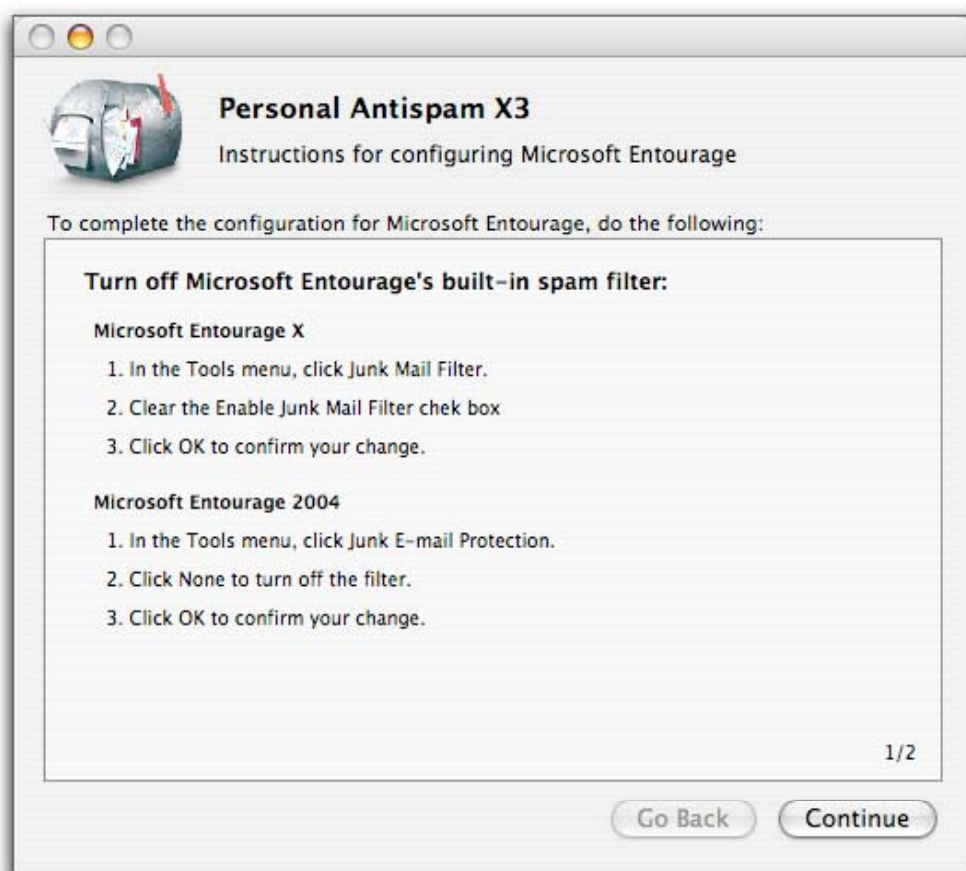 Personal Antispam X3
Instructions for configuring Microsoft Entourage
To complete the configuration for Microsoft Entourage, do the following:
Turn off Microsoft Entourage's built-in spam filter:
Microsoft Entourage X
1. In the Tools menu, click Junk Mail Filter.
2. Clear the Enable Junk Mail Filter chek box
3. Click OK to confirm your change.
Microsoft Entourage 2004
1. In the Tools menu, click Junk E-mail Protection.
2. Click None to turn off the filter.
3. Click OK to confirm your change.
1/2
Go Back
Continue